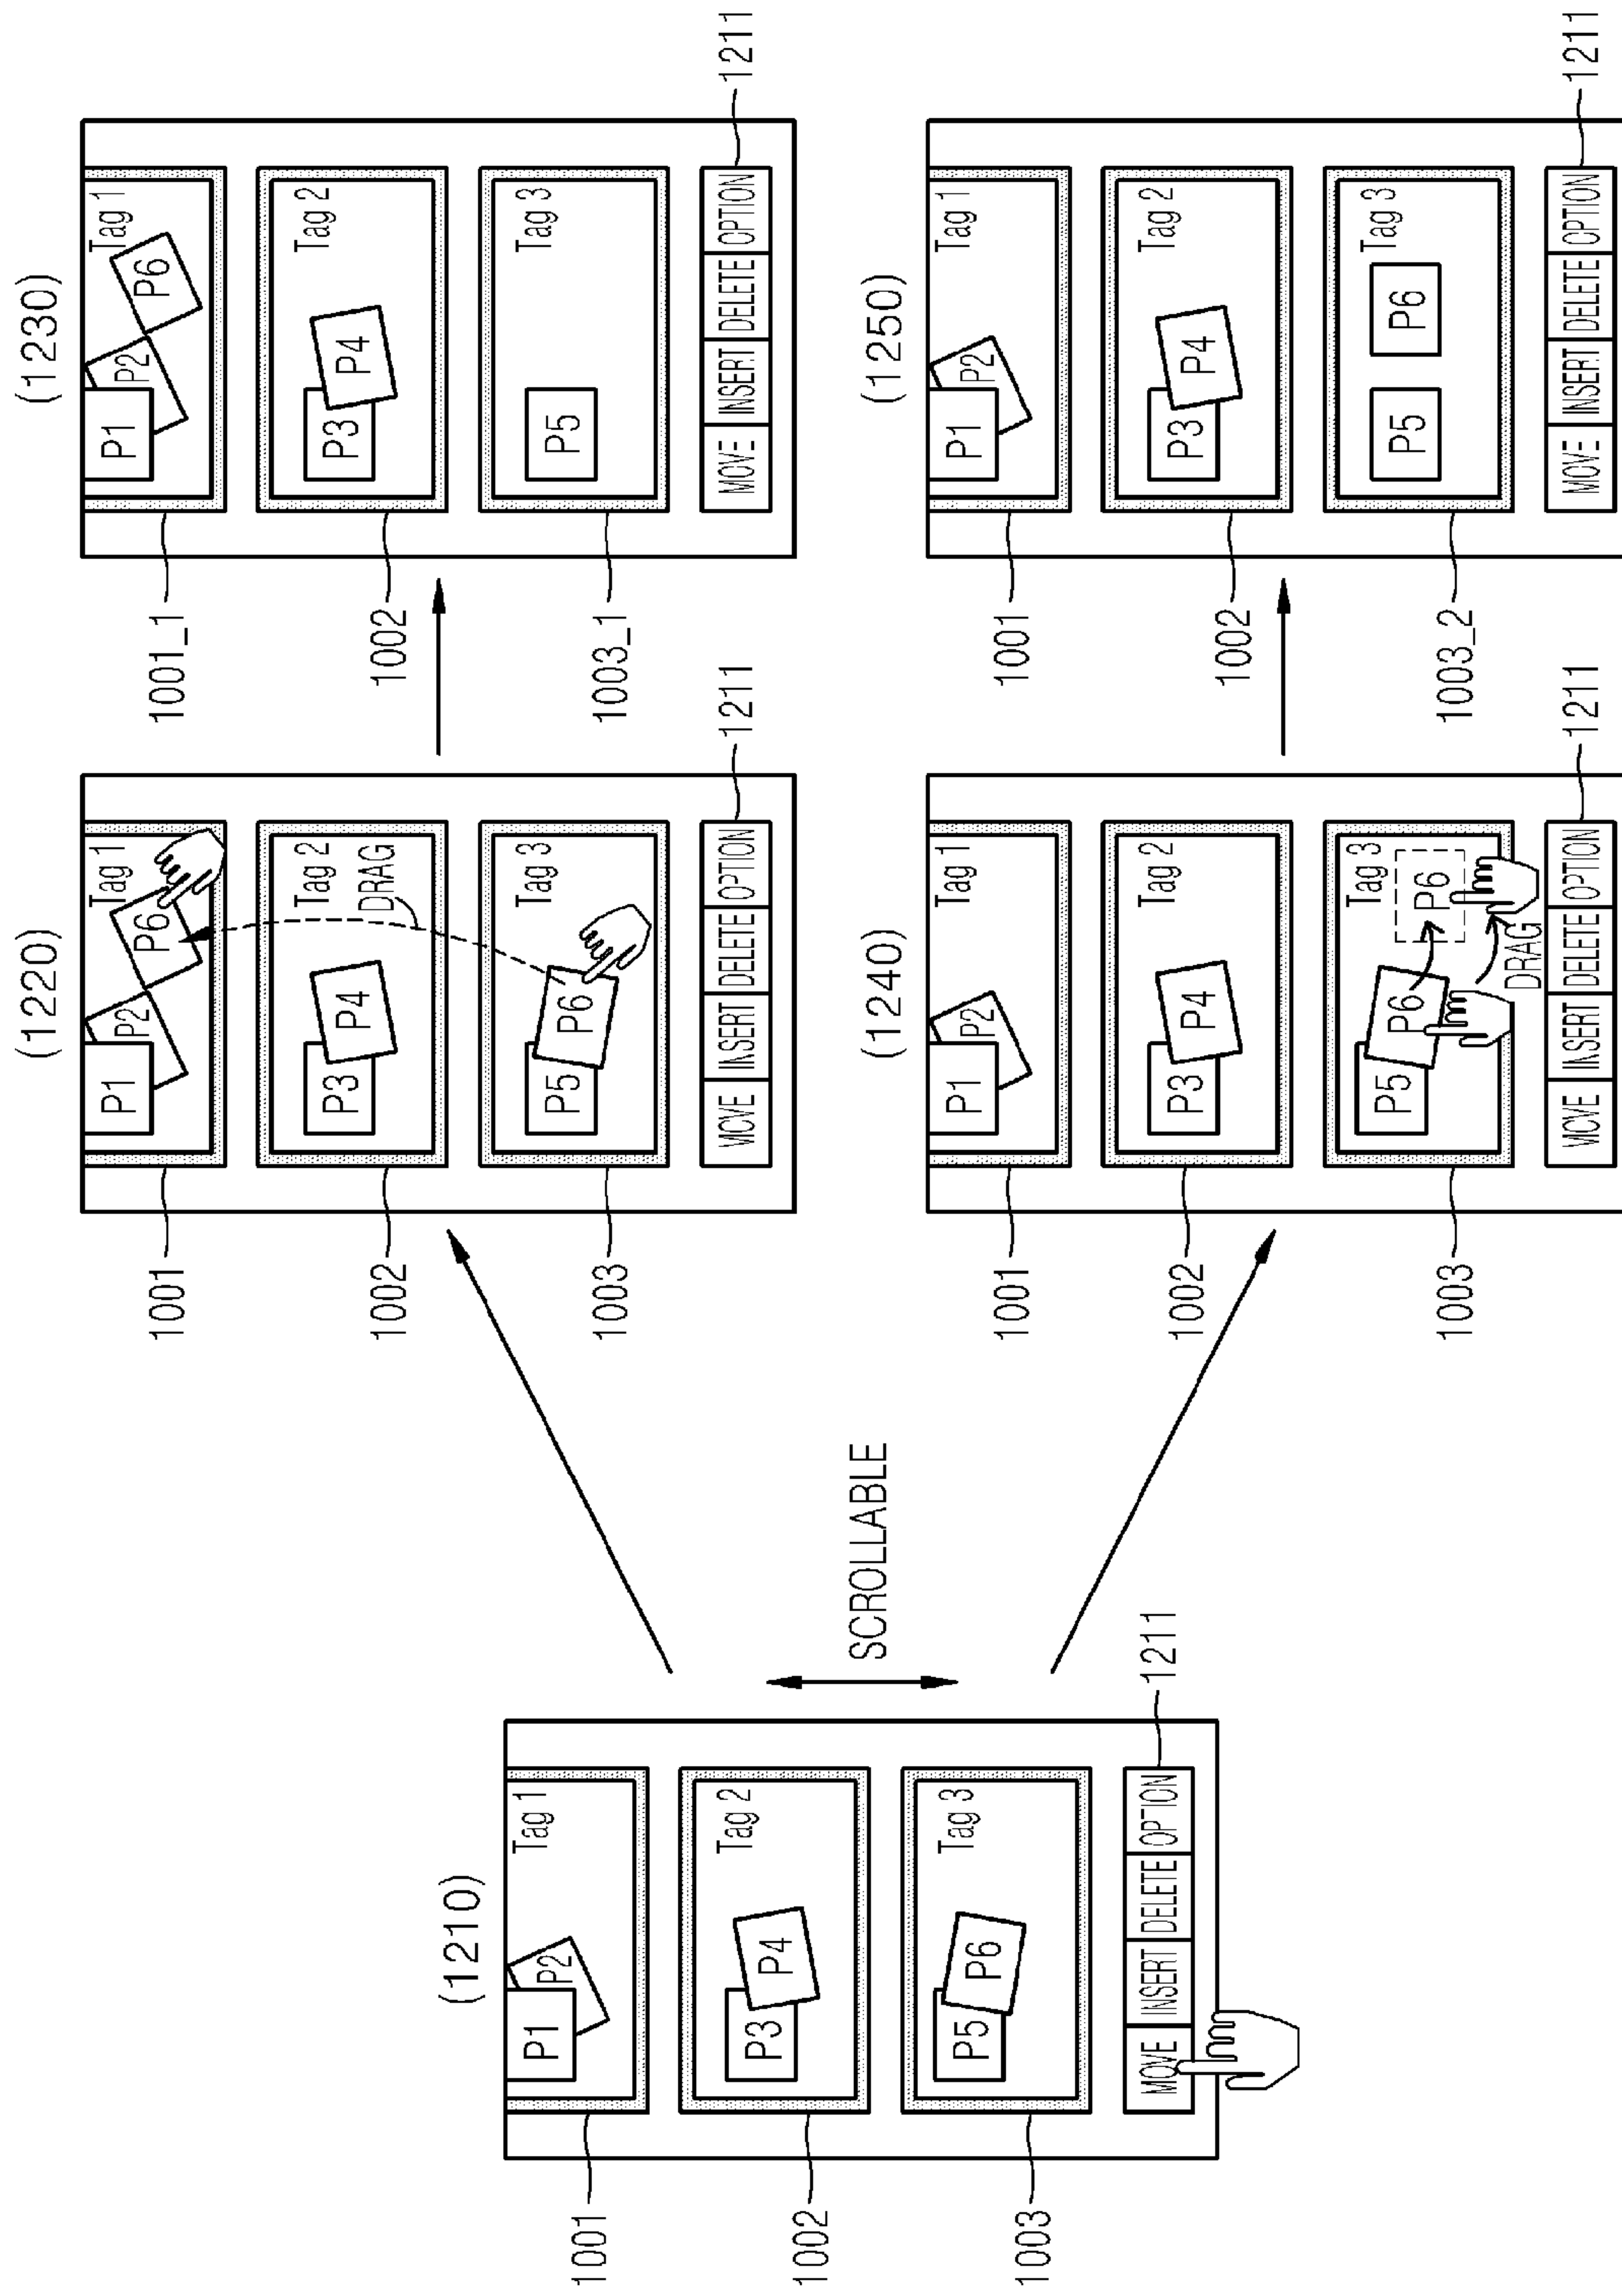 (1210)
P1 P2 Tag 1
1001
P3 P4 Tag 2
1002
P5 P6 Tag 3
1003
MOVE INSERT DELETE OPTION
1211
SCROLLABLE
(1220)
P1 P2 P6 Tag 1
1001
P3 P4 Tag 2
DRAG
1002
P5 P6 Tag 3
1003
MOVE INSERT DELETE OPTION
1211
(1230)
P1 P2 P6 Tag 1
1001_1
P3 P4 Tag 2
1002
P5 Tag 3
1003_1
MOVE INSERT DELETE OPTION
1211
(1240)
P1 P2 Tag 1
1001
P3 P4 Tag 2
1002
P5 P6 P6 Tag 3
DRAG
1003
MOVE INSERT DELETE OPTION
1211
(1250)
P1 P2 Tag 1
1001
P3 P4 Tag 2
1002
P5 P6 Tag 3
1003_2
MOVE INSERT DELETE OPTION
1211